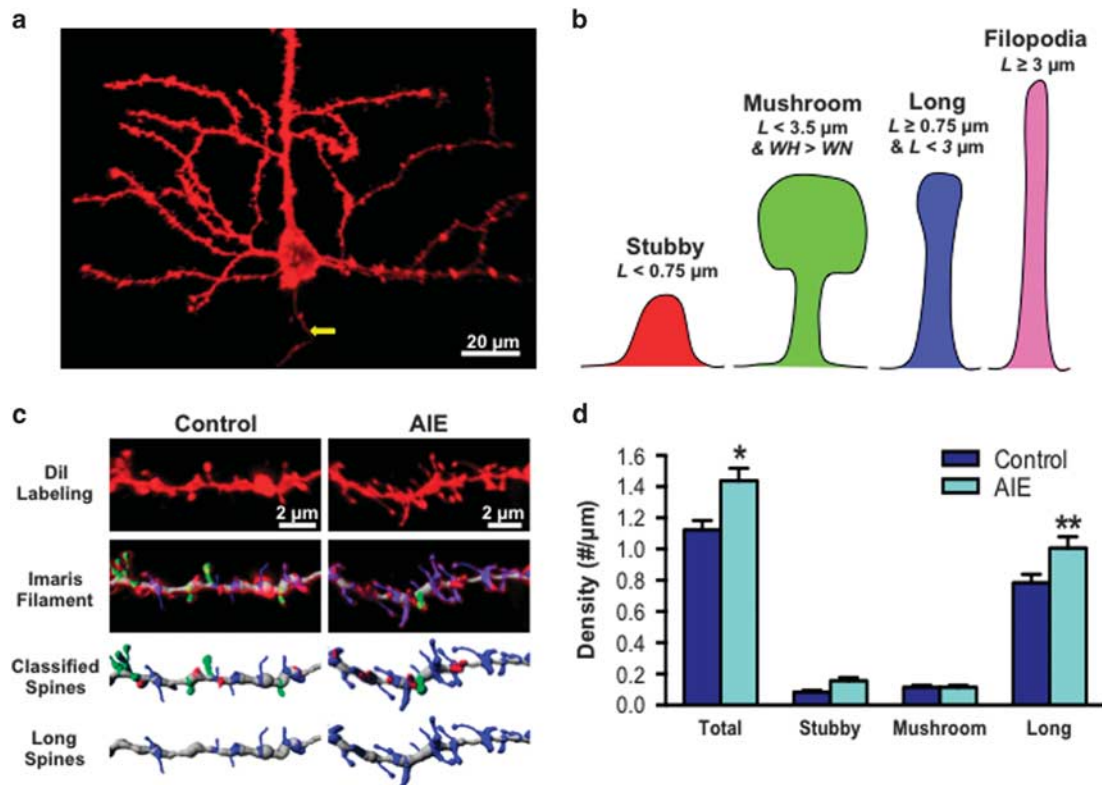 a
20 µm
b
Stubby
L < 0.75 µm
Mushroom
L < 3.5 µm
& WH > WN
Long
L ≥ 0.75 µm
& L < 3 µm
Filopodia
L ≥ 3 µm
c
Control
AIE
DiI
Labeling
2 µm
2 µm
Imaris
Filament
Classified
Spines
Long
Spines
d
Density (#/µm)
1.6
1.4
1.2
1.0
0.8
0.6
0.4
0.2
0.0
*
**
Control
AIE
Total
Stubby
Mushroom
Long